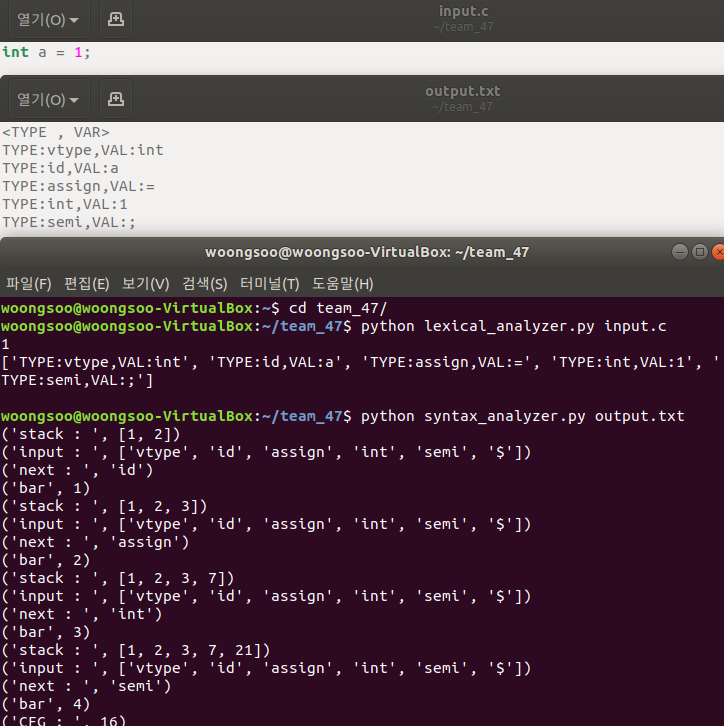 열기(O)
input.c
~/team_47
int a = 1;
열기(O)
output.txt
~/team_47
<TYPE , VAR>
TYPE:vtype,VAL:int
TYPE:id,VAL:a
TYPE:assign,VAL:=
TYPE:int,VAL:1
TYPE:semi,VAL:;
woongsoo@woongsoo-VirtualBox: ~/team_47
파일(F) 편집(E) 보기(V) 검색(S) 터미널(T) 도움말(H)
woongsoo@woongsoo-VirtualBox:~$ cd team_47/
woongsoo@woongsoo-VirtualBox:~/team_47$ python lexical_analyzer.py input.c
1
['TYPE:vtype,VAL:int', 'TYPE:id,VAL:a', 'TYPE:assign,VAL:=', 'TYPE:int,VAL:1', '
TYPE:semi,VAL:;']
woongsoo@woongsoo-VirtualBox:~/team_47$ python syntax_analyzer.py output.txt
('stack : ', [1, 2])
('input : ', ['vtype', 'id', 'assign', 'int', 'semi', '$'])
('next : ', 'id')
('bar', 1)
('stack : ', [1, 2, 3])
('input : ', ['vtype', 'id', 'assign', 'int', 'semi', '$'])
('next : ', 'assign')
('bar', 2)
('stack : ', [1, 2, 3, 7])
('input : ', ['vtype', 'id', 'assign', 'int', 'semi', '$'])
('next : ', 'int')
('bar', 3)
('stack : ', [1, 2, 3, 7, 21])
('input : ', ['vtype', 'id', 'assign', 'int', 'semi', '$'])
('next : ', 'semi')
('bar', 4)
('CFG : ', 16)